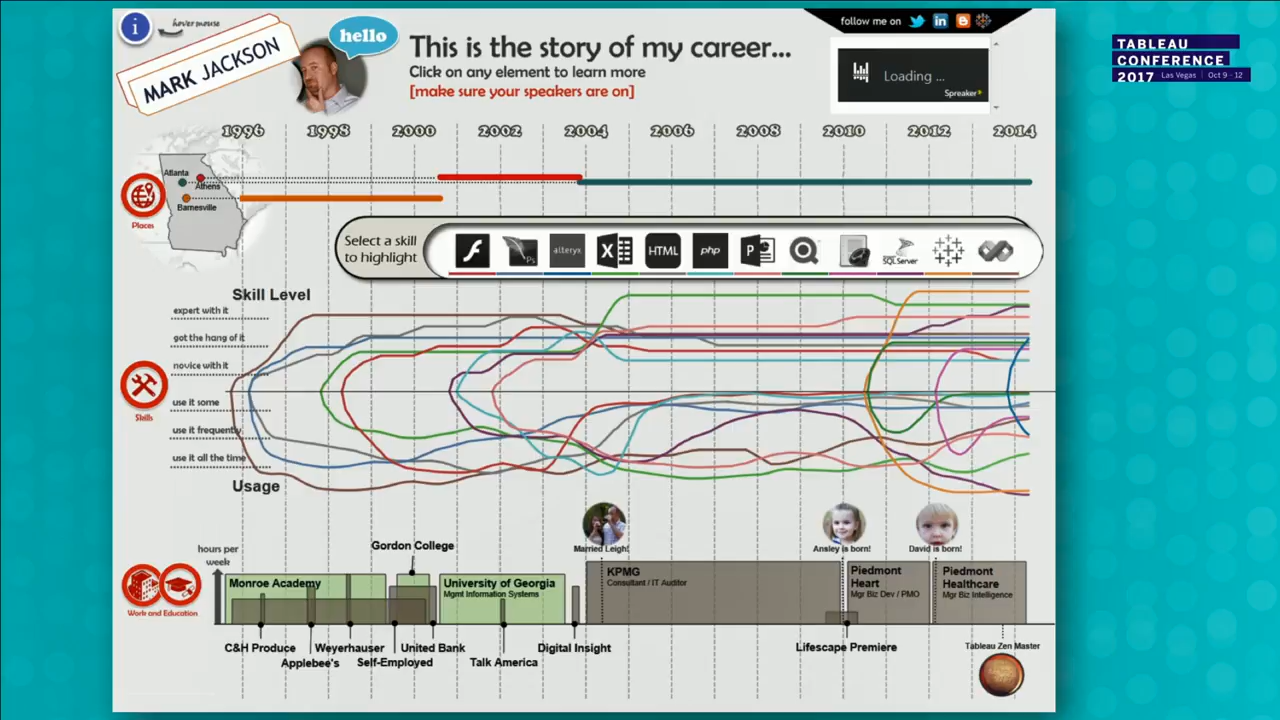 hover mouse
i
MARK JACKSON
hello
This is the story of my career...
Click on any element to learn more
[make sure your speakers are on]
follow me on
in
Loading ...
Spreaker
TABLEAU
CONFERENCE
2017 Las Vegas Oct 9 - 12
1996 1998 2000 2002 2004 2006 2008 2010 2012 2014
Atlanta
Athens
Barnesville
Places
Select a skill
to highlight
Ps
alteryx
X
HTML
php
P
SQL Server
Skill Level
expert with it
got the hang of it
novice with it
use it some
use it frequently
use it all the time
Skills
Usage
Married Leigh!
Ansley is born!
David is born!
hours per
week
Gordon College
Monroe Academy
University of Georgia
Mgmt Information Systems
KPMG
Consultant / IT Auditor
Piedmont
Heart
Mgr Biz Dev / PMO
Piedmont
Healthcare
Mgr Biz Intelligence
Work and Education
C&H Produce
Weyerhauser
United Bank
Digital Insight
Lifescape Premiere
Tableau Zen Master
Applebee's
Self-Employed
Talk America